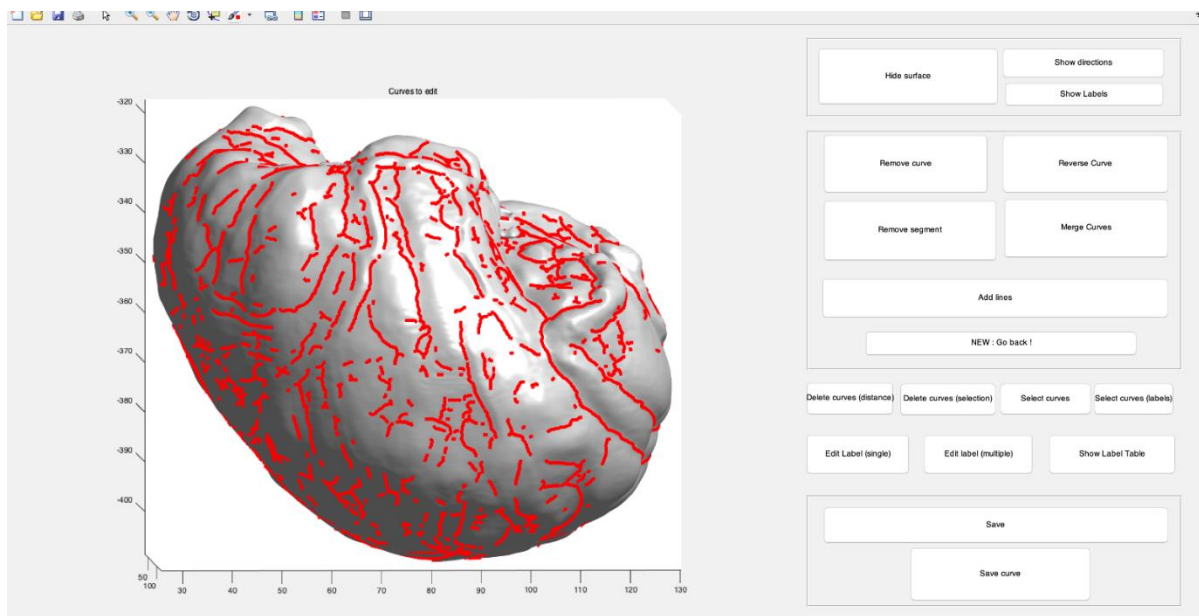 Curves to edit
-320
-330
-340
-350
-360
-370
-380
-390
-400
50
100
30 40 50 60 70 80 90 100 110 120 130
Hide surface
Show directions
Show Labels
Remove curve
Reverse Curve
Remove segment
Merge Curves
Add lines
NEW : Go back !
Delete curves (distance)
Delete curves (selection)
Select curves
Select curves (labels)
Edit Label (single)
Edit label (multiple)
Show Label Table
Save
Save curve